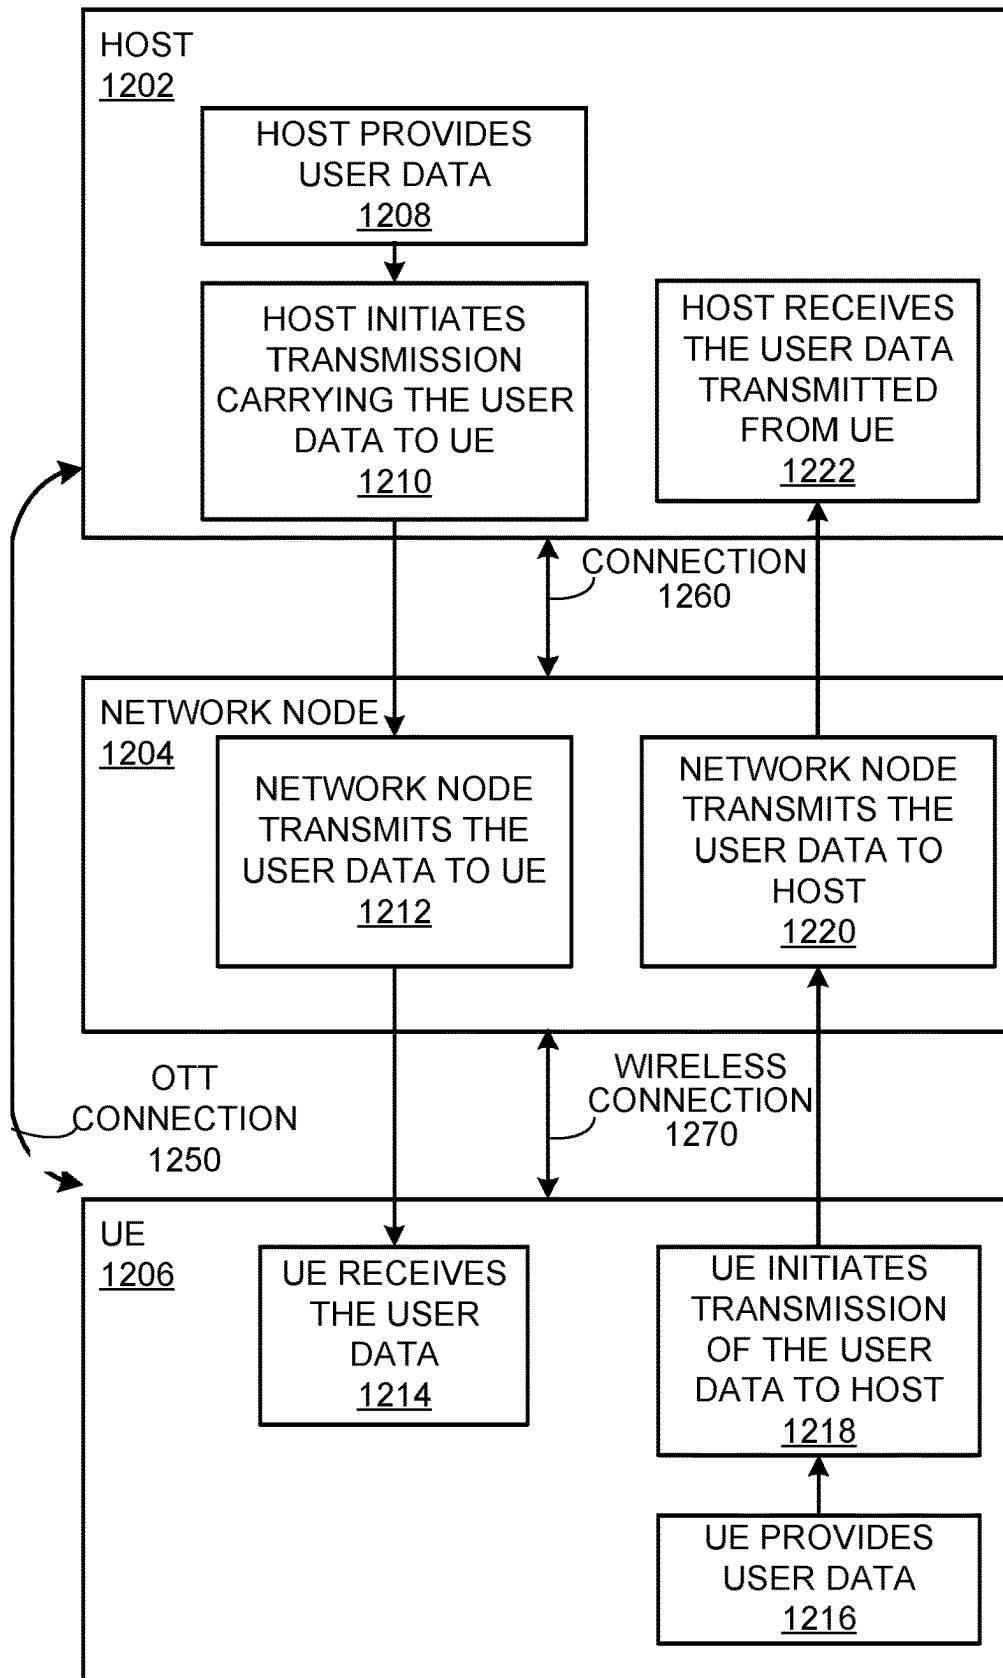 HOST
1202
HOST PROVIDES
USER DATA
1208
HOST INITIATES
TRANSMISSION
CARRYING THE USER
DATA TO UE
1210
HOST RECEIVES
THE USER DATA
TRANSMITTED
FROM UE
1222
CONNECTION
1260
NETWORK NODE
1204
NETWORK NODE
TRANSMITS THE
USER DATA TO UE
1212
NETWORK NODE
TRANSMITS THE
USER DATA TO
HOST
1220
OTT
CONNECTION
1250
WIRELESS
CONNECTION
1270
UE
1206
UE RECEIVES
THE USER
DATA
1214
UE INITIATES
TRANSMISSION
OF THE USER
DATA TO HOST
1218
UE PROVIDES
USER DATA
1216